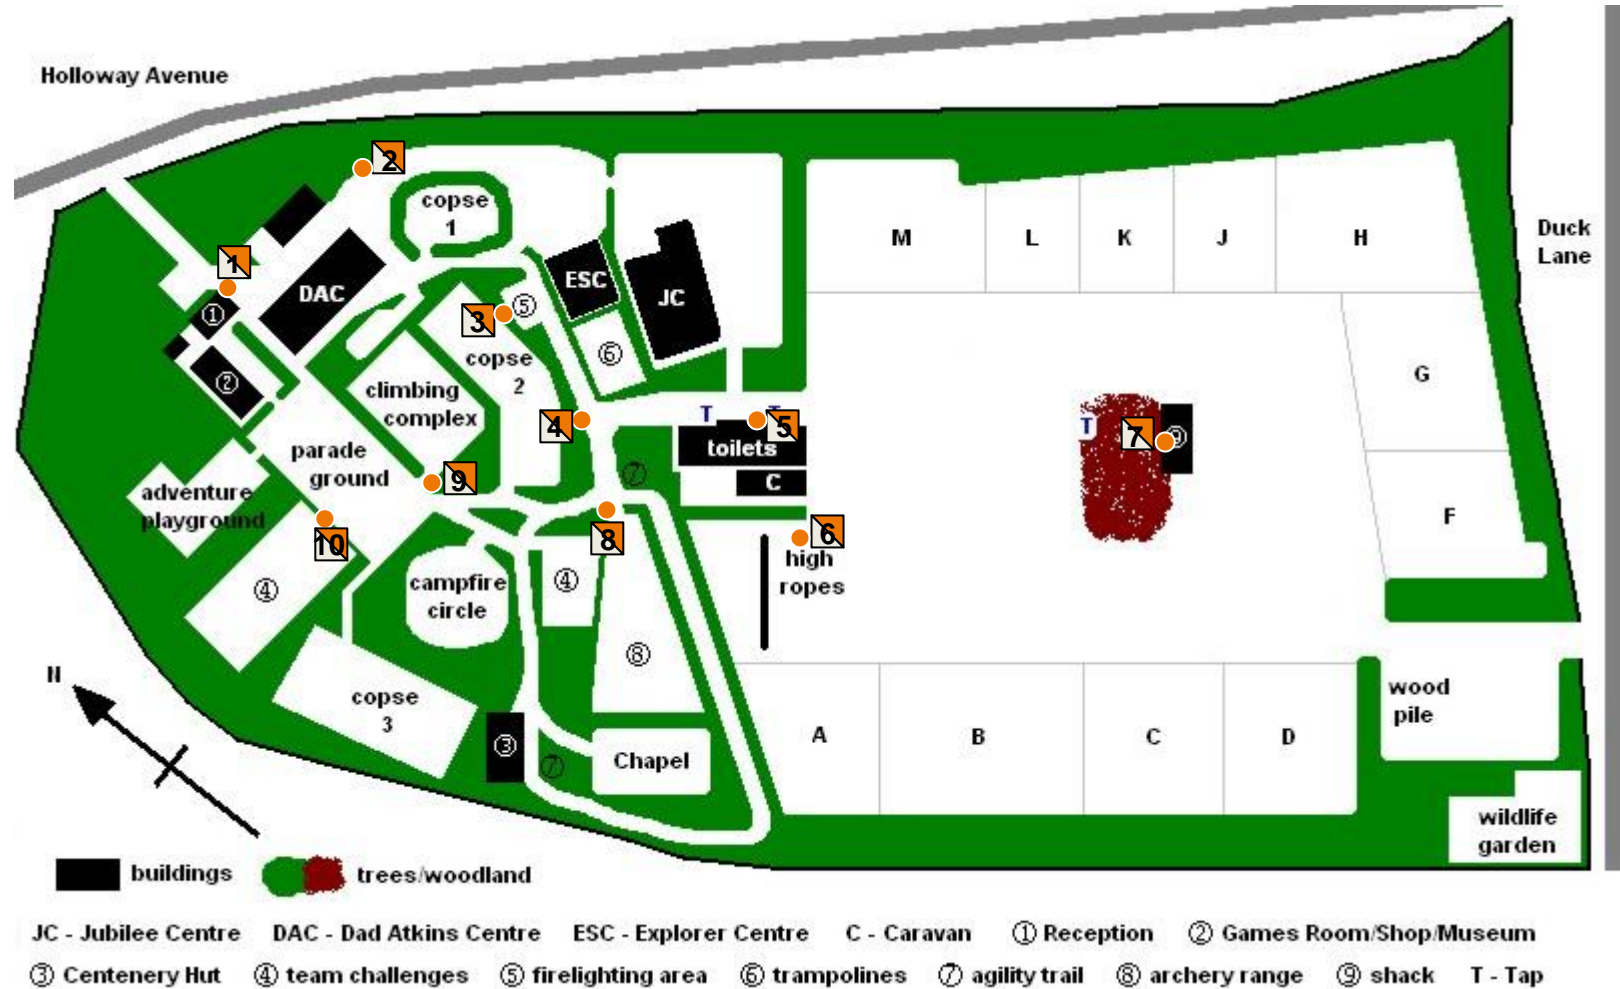 Holloway Avenue
2
copse
1
M
L
K
J
H
Duck
Lane
1
DAC
ESC
JC
①
3
⑤
copse
2
⑥
②
climbing
complex
G
4
T
T
5
T
7
⑨
toilets
parade
ground
9
⑦
C
adventure
playground
10
8
6
high
ropes
F
④
campfire
circle
④
⑧
N
copse
3
wood
pile
A
B
C
D
③
⑦
Chapel
wildlife
garden
buildings
trees/woodland
JC - Jubilee Centre DAC - Dad Atkins Centre ESC - Explorer Centre C - Caravan ① Reception ② Games Room/Shop/Museum
③ Centenery Hut ④ team challenges ⑤ firelighting area ⑥ trampolines ⑦ agility trail ⑧ archery range ⑨ shack T - Tap